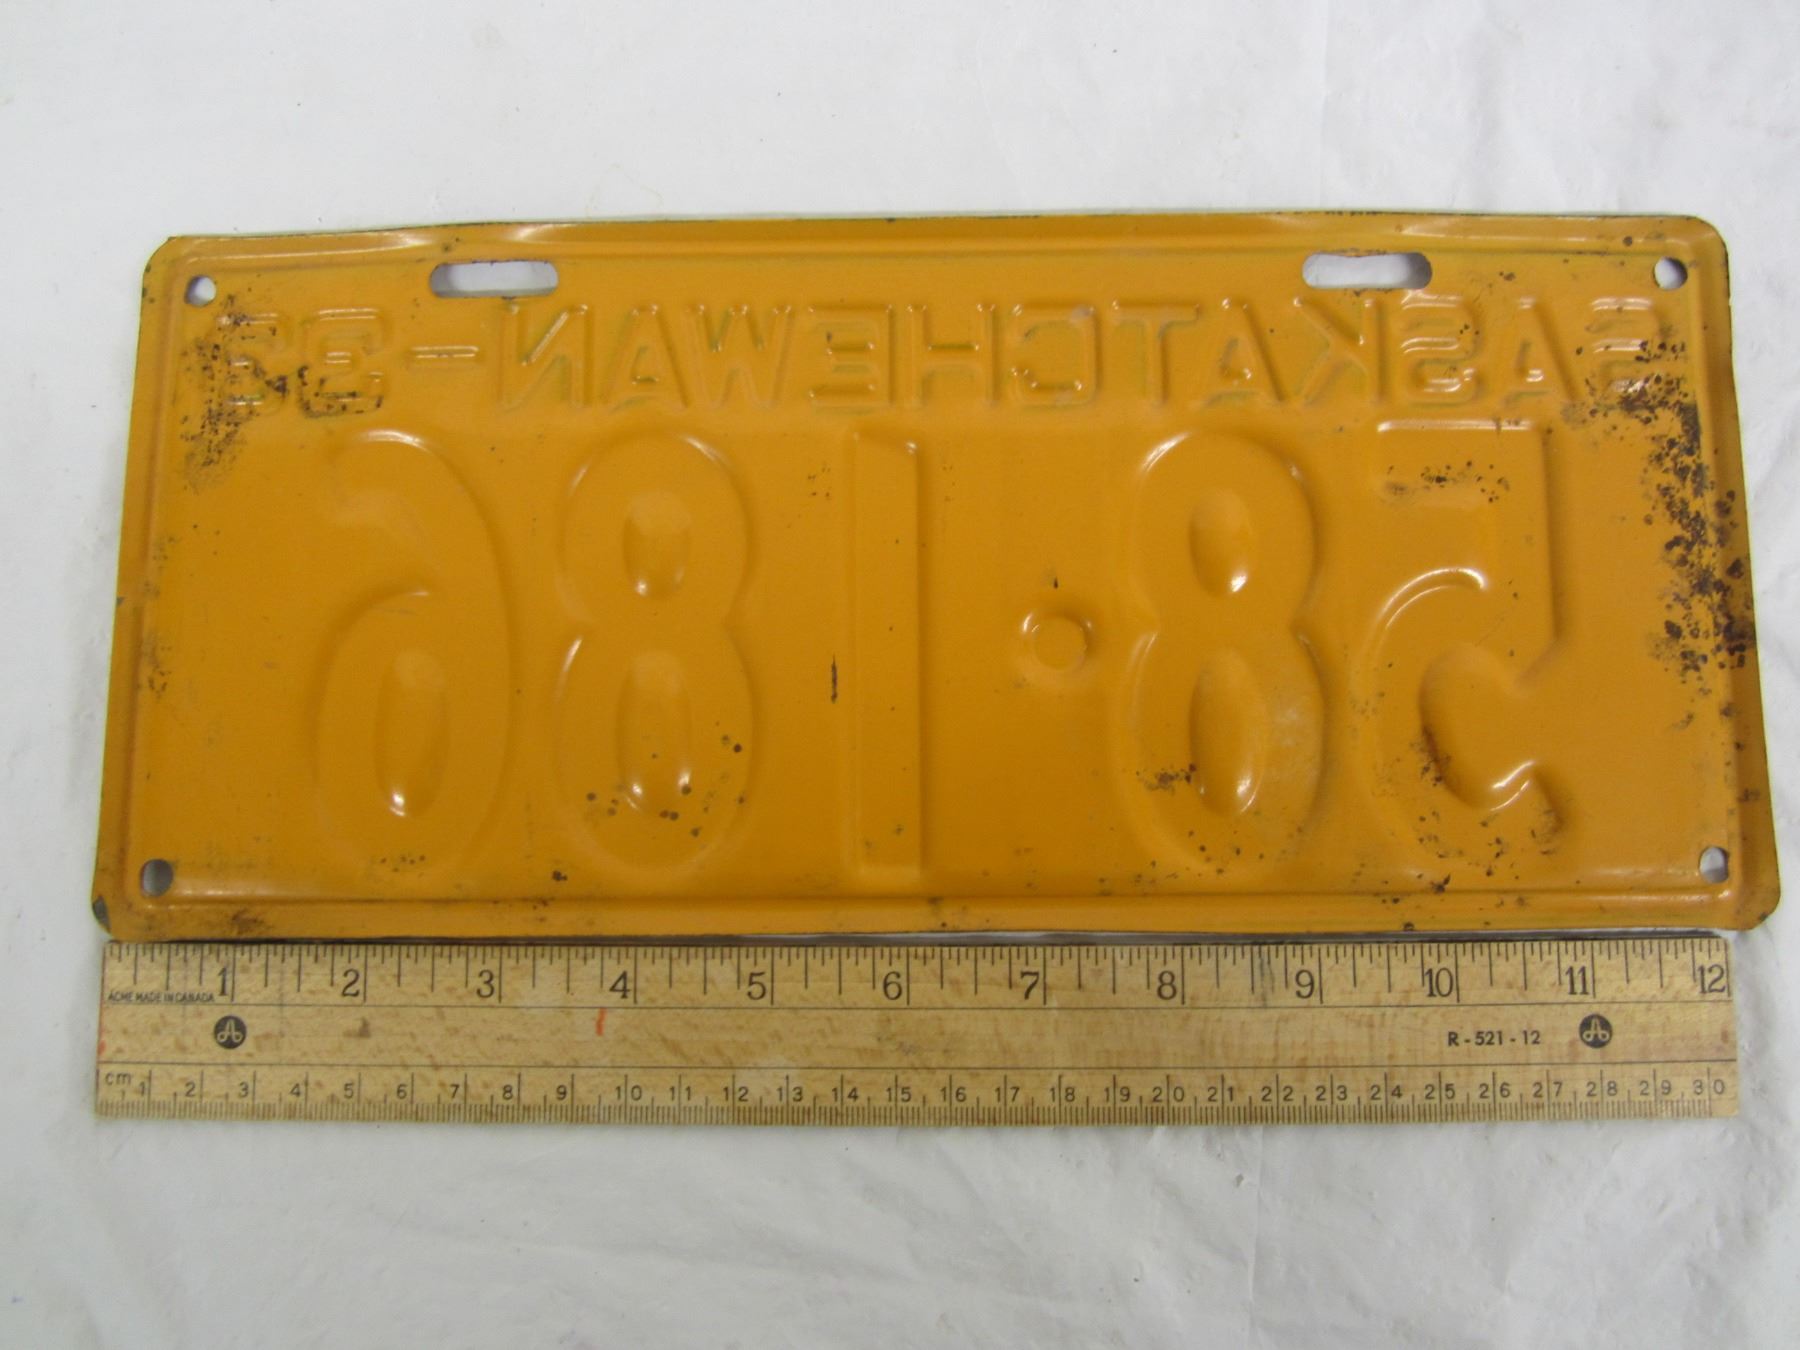 SASKATCHEWAN-33
58·186
1 2 3 4 5 6 7 8 9 10 11 12
ACME MADE IN CANADA
R-521-12
cm 1 2 3 4 5 6 7 8 9 10 11 12 13 14 15 16 17 18 19 20 21 22 23 24 25 26 27 28 29 30